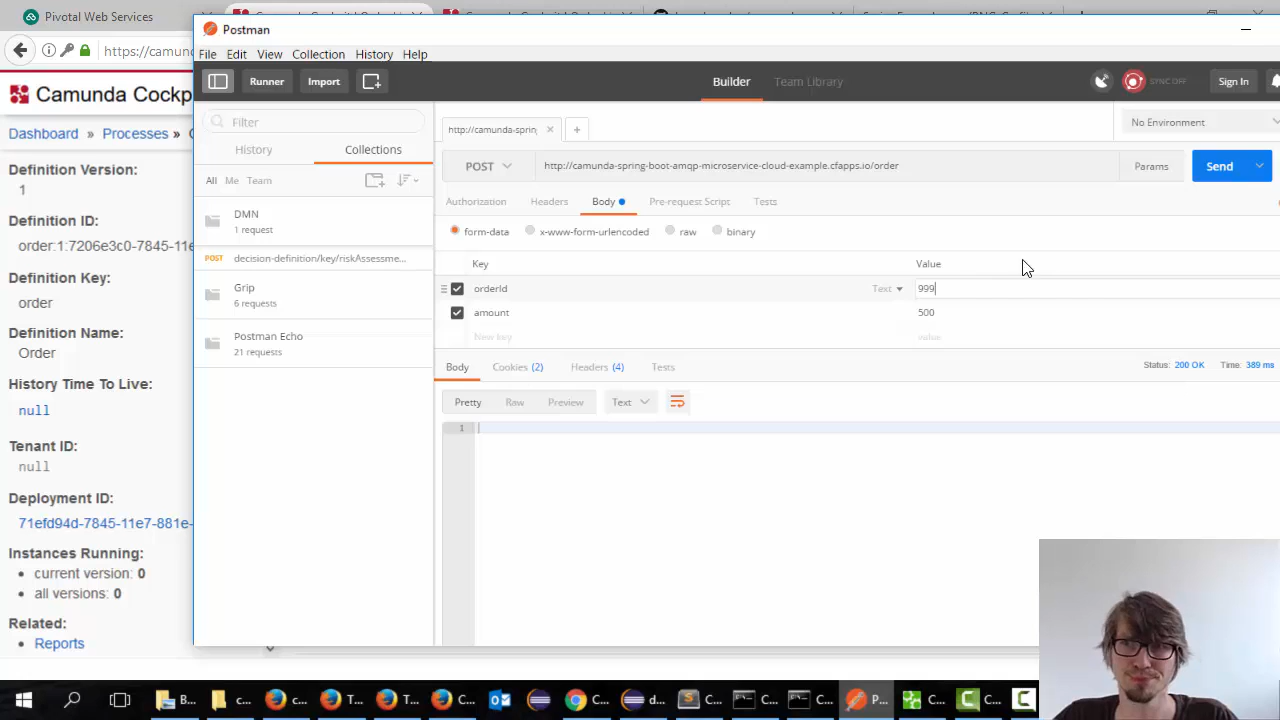 Pivotal Web Services
Postman
https://camu
File Edit View Collection History Help
Runner Import Builder Team Library SYNC OFF Sign In
Camunda Cockp
Dashboard » Processes »
Definition Version:
1
Definition ID:
order:1:7206e3c0-7845-11e
Definition Key:
order
Definition Name:
Order
History Time To Live:
null
Tenant ID:
null
Deployment ID:
71efd94d-7845-11e7-881e-
Instances Running:
current version: 0
all versions: 0
Related:
Reports
Filter
History Collections
All Me Team
DMN
1 request
POST decision-definition/key/riskAssessme...
Grip
6 requests
Postman Echo
21 requests
http://camunda-spring × +
No Environment
POST http://camunda-spring-boot-amqp-microservice-cloud-example.cfapps.io/order Params Send
Authorization Headers Body Pre-request Script Tests
form-data x-www-form-urlencoded raw binary
Key Value
orderId Text 999
amount 500
New key value
Body Cookies (2) Headers (4) Tests Status: 200 OK Time: 389 ms
Pretty Raw Preview Text
1
B... C... c... T... T... C... C... d... S... C... C... P... C... C...